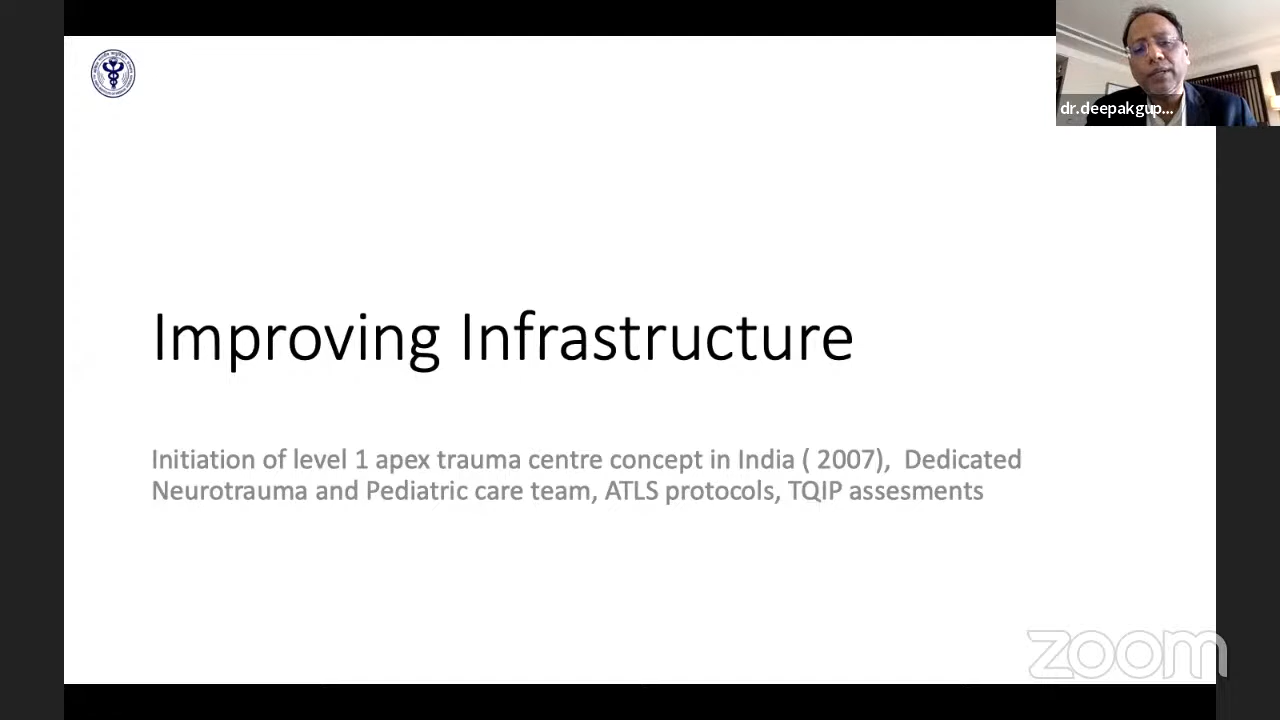 dr.deepakgup...
Improving Infrastructure
Initiation of level 1 apex trauma centre concept in India ( 2007),  Dedicated
Neurotrauma and Pediatric care team, ATLS protocols, TQIP assesments
zoom